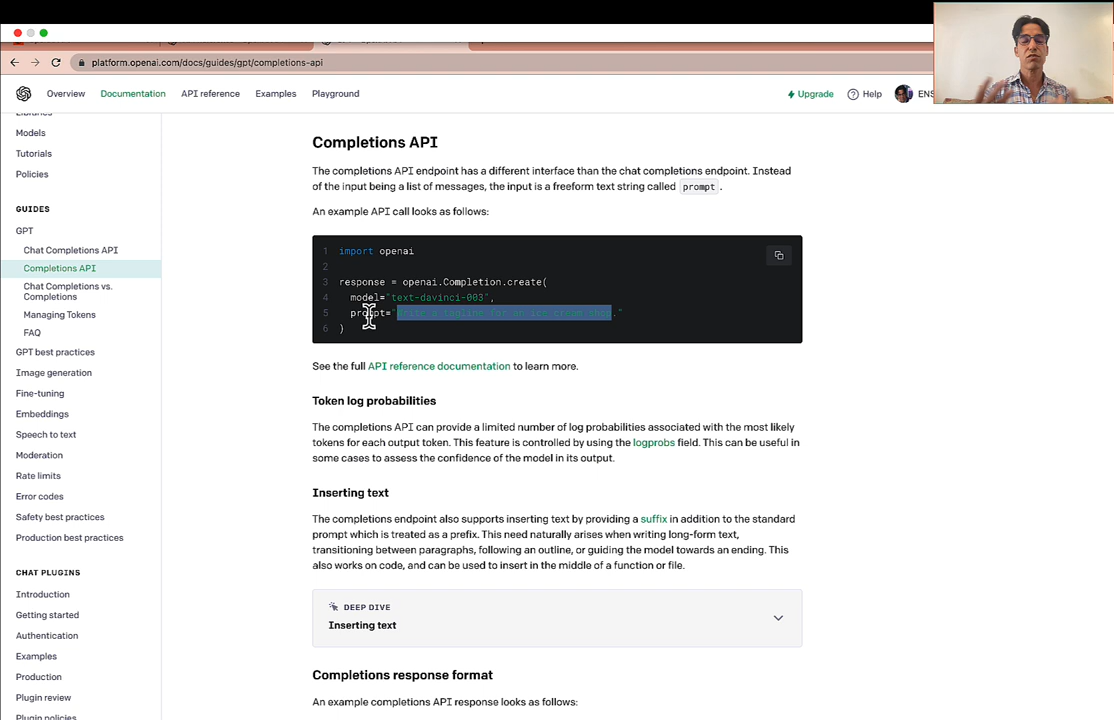 platform.openai.com/docs/guides/gpt/completions-api
Overview
Documentation
API reference
Examples
Playground
Upgrade
Help
ENS
Libraries
Models
Tutorials
Policies
GUIDES
GPT
Chat Completions API
Completions API
Chat Completions vs.
Completions
Managing Tokens
FAQ
GPT best practices
Image generation
Fine-tuning
Embeddings
Speech to text
Moderation
Rate limits
Error codes
Safety best practices
Production best practices
CHAT PLUGINS
Introduction
Getting started
Authentication
Examples
Production
Plugin review
Plugin policies
Completions API
The completions API endpoint has a different interface than the chat completions endpoint. Instead
of the input being a list of messages, the input is a freeform text string called prompt .
An example API call looks as follows:
1 import openai
2
3 response = openai.Completion.create(
4 model="text-davinci-003",
5 prompt="Write a tagline for an ice cream shop."
6 )
See the full API reference documentation to learn more.
Token log probabilities
The completions API can provide a limited number of log probabilities associated with the most likely
tokens for each output token. This feature is controlled by using the logprobs field. This can be useful in
some cases to assess the confidence of the model in its output.
Inserting text
The completions endpoint also supports inserting text by providing a suffix in addition to the standard
prompt which is treated as a prefix. This need naturally arises when writing long-form text,
transitioning between paragraphs, following an outline, or guiding the model towards an ending. This
also works on code, and can be used to insert in the middle of a function or file.
DEEP DIVE
Inserting text
Completions response format
An example completions API response looks as follows: